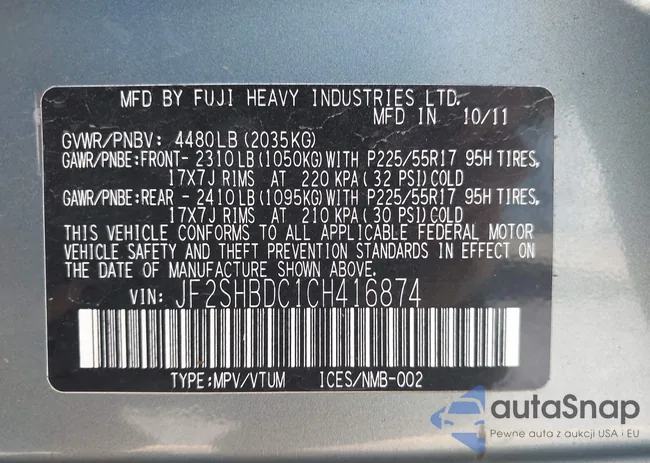 MFD BY FUJI HEAVY INDUSTRIES LTD.
MFD IN 10/11
GVWR/PNBV: 4480LB(2035KG)
GAWR/PNBE:FRONT- 2310LB(1050KG)WITH P225/55R17 95H TIRES,
17X7J RIMS AT 220 KPA(32 PSI)COLD
GAWR/PNBE:REAR - 2410LB(1095KG)WITH P225/55R17 95H TIRES,
17X7J RIMS AT 210 KPA(30 PSI)COLD
THIS VEHICLE CONFORMS TO ALL APPLICABLE FEDERAL MOTOR
VEHICLE SAFETY AND THEFT PREVENTION STANDARDS IN EFFECT ON
THE DATE OF MANUFACTURE SHOWN ABOVE.
VIN: JF2SHBDC1CH416874
TYPE:MPV/VTUM ICES/NMB-002
autaSnap
Pewne auta z aukcji USA i EU